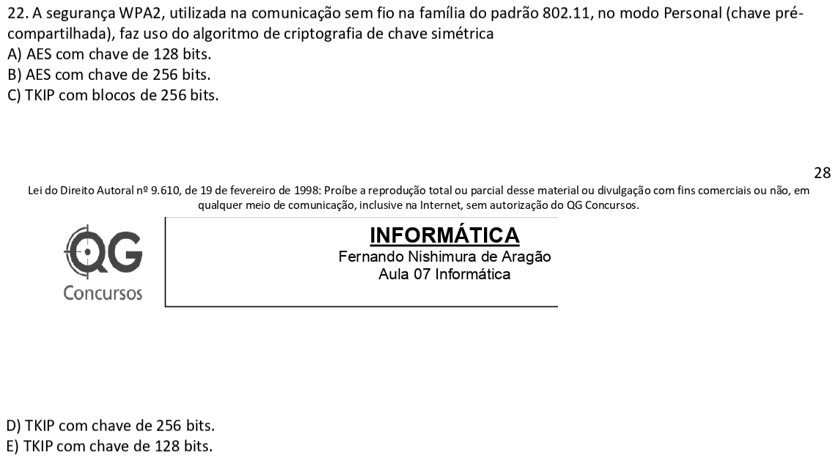 22. A segurança WPA2, utilizada na comunicação sem fio na família do padrão 802.11, no modo Personal (chave pré-
compartilhada), faz uso do algoritmo de criptografia de chave simétrica
A) AES com chave de 128 bits.
B) AES com chave de 256 bits.
C) TKIP com blocos de 256 bits.
28
Lei do Direito Autoral nº 9.610, de 19 de fevereiro de 1998: Proíbe a reprodução total ou parcial desse material ou divulgação com fins comerciais ou não, em
qualquer meio de comunicação, inclusive na Internet, sem autorização do QG Concursos.
QG
Concursos
INFORMÁTICA
Fernando Nishimura de Aragão
Aula 07 Informática
D) TKIP com chave de 256 bits.
E) TKIP com chave de 128 bits.